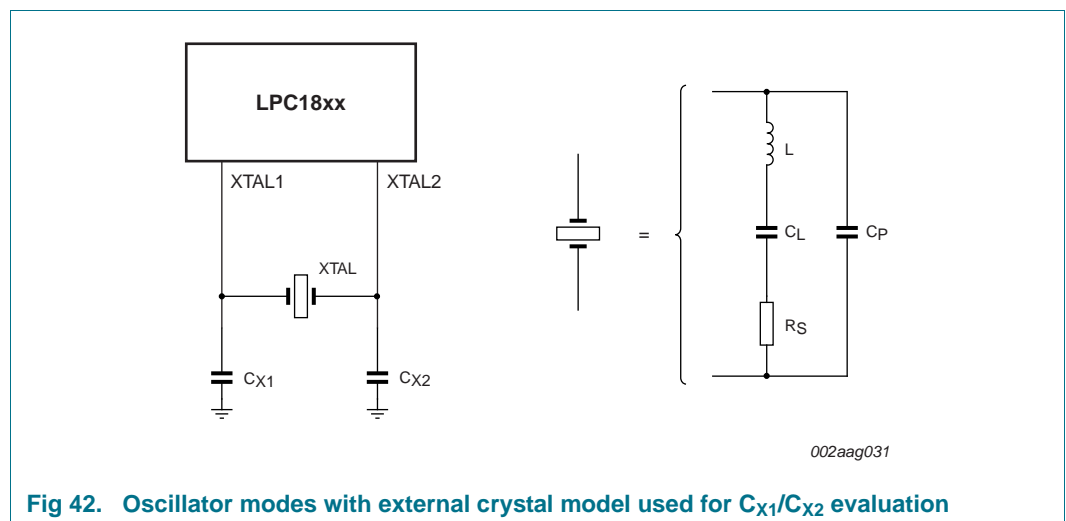 LPC18xx
XTAL1
XTAL2
XTAL
CX1
CX2
=
L
CL
CP
RS
002aag031
Fig 42. Oscillator modes with external crystal model used for CX1/CX2 evaluation